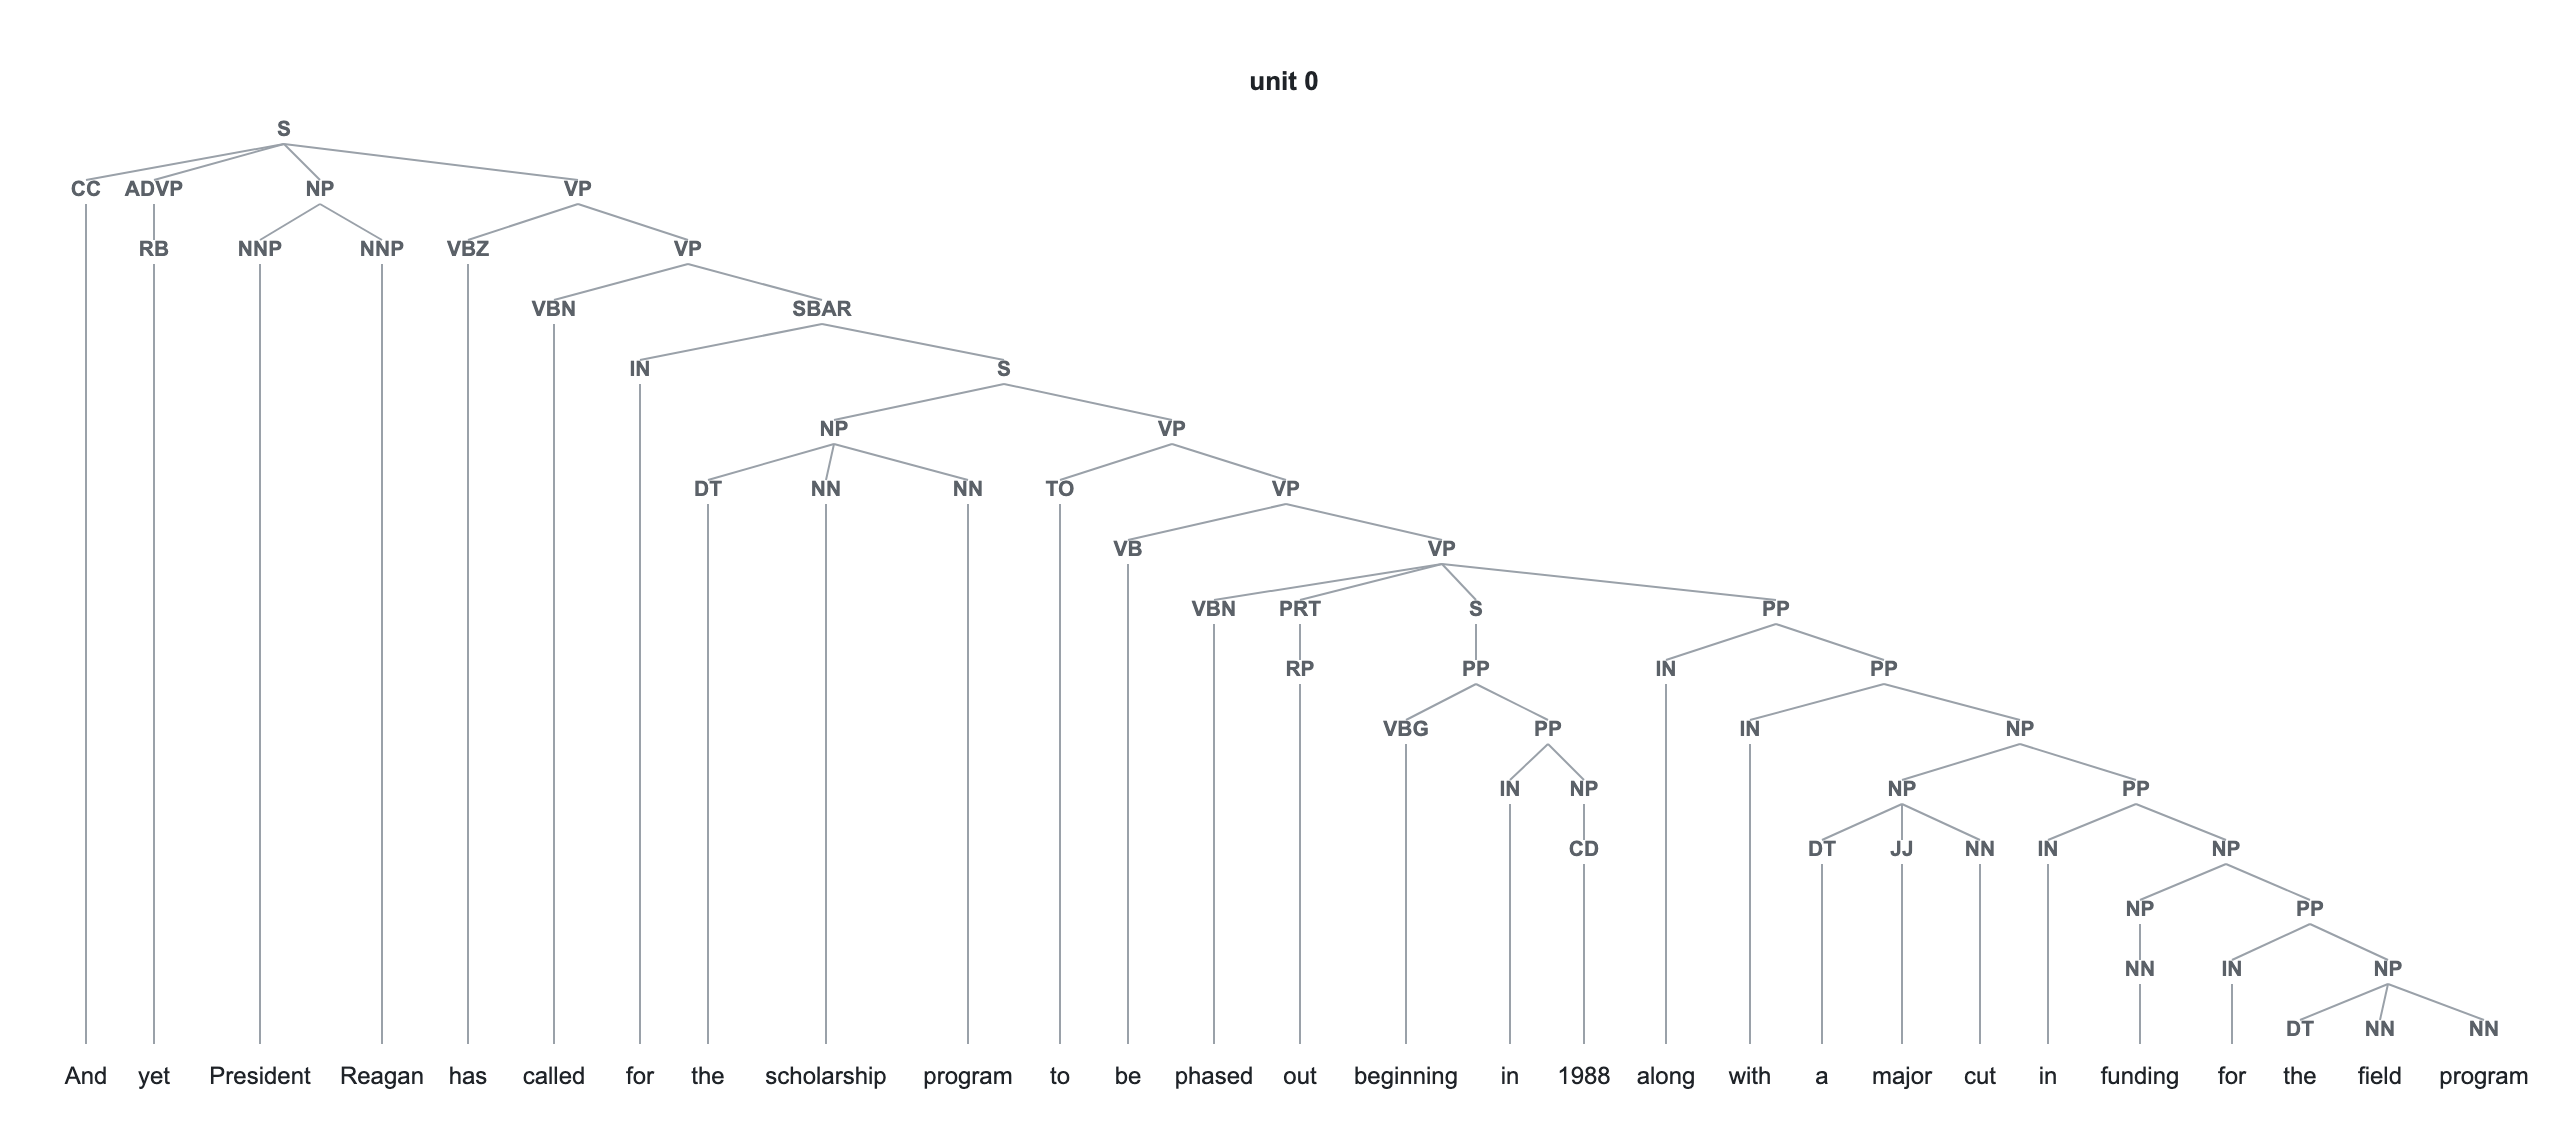 unit 0
S
CC ADVP NP VP
RB NNP NNP VBZ VP
VBN SBAR
IN S
NP VP
DT NN NN TO VP
VB VP
VBN PRT S PP
RP PP IN PP
VBG PP IN NP
IN NP NP PP
CD DT JJ NN IN NP
NP PP
NN IN NP
DT NN NN
And yet President Reagan has called for the scholarship program to be phased out beginning in 1988 along with a major cut in funding for the field program